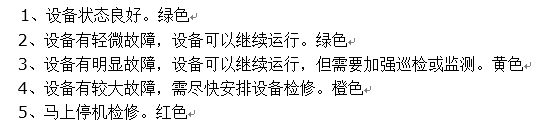 1、设备状态良好。绿色
2、设备有轻微故障，设备可以继续运行。绿色
3、设备有明显故障，设备可以继续运行，但需要加强巡检或监测。黄色
4、设备有较大故障，需尽快安排设备检修。橙色
5、马上停机检修。红色